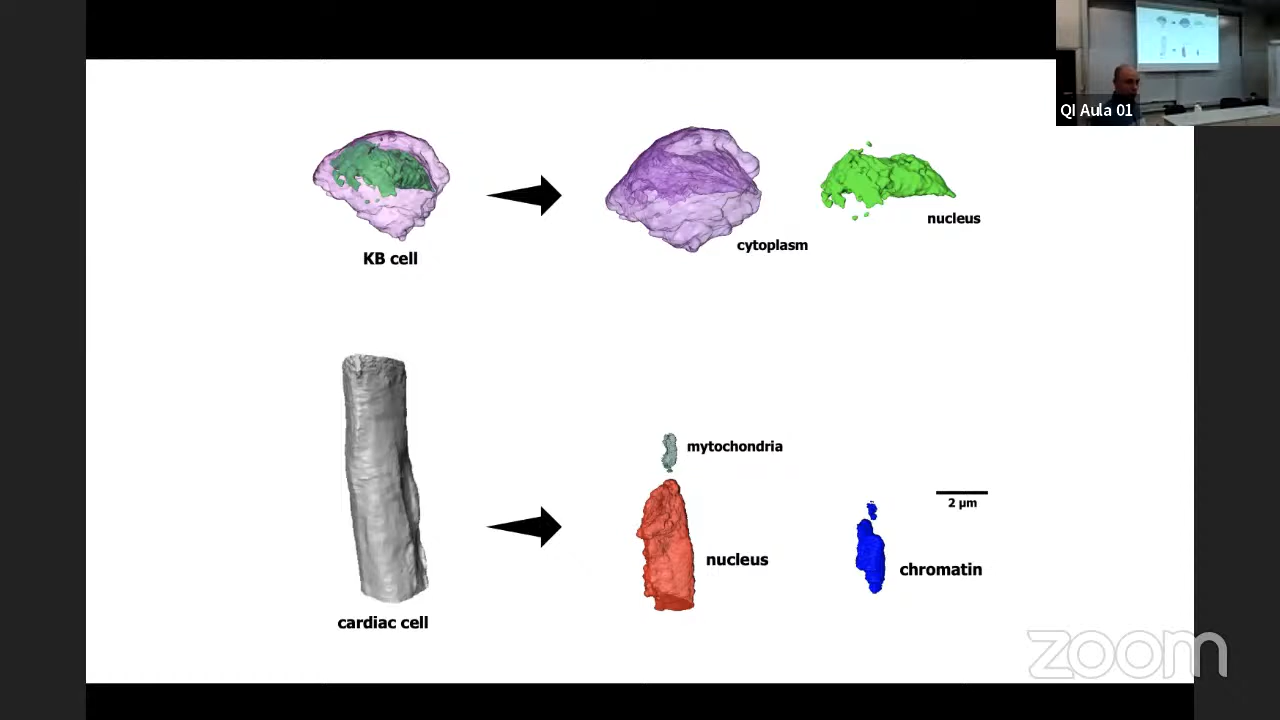 QI Aula 01
KB cell
cytoplasm
nucleus
mytochondria
2 µm
nucleus
chromatin
cardiac cell
zoom